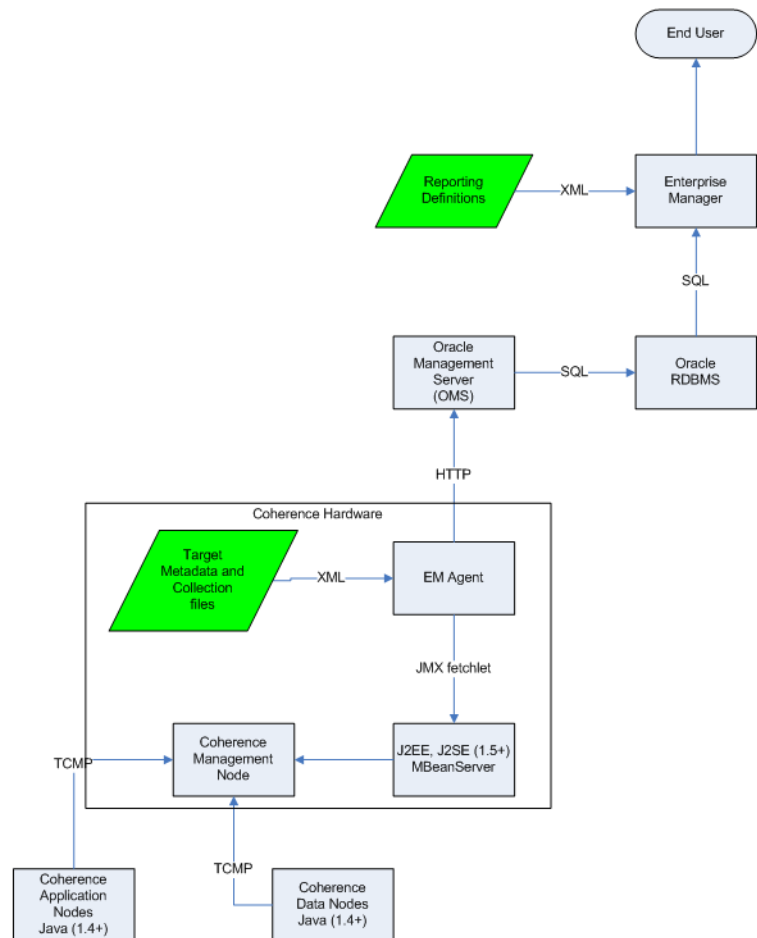 End User
Reporting
Definitions
XML
Enterprise
Manager
SQL
Oracle
Management
Server
(OMS)
SQL
Oracle
RDBMS
HTTP
Coherence Hardware
Target
Metadata and
Collection
files
XML
EM Agent
JMX fetchlet
Coherence
Management
Node
J2EE, J2SE (1.5+)
MBeanServer
TCMP
TCMP
Coherence
Application
Nodes
Java (1.4+)
Coherence
Data Nodes
Java (1.4+)